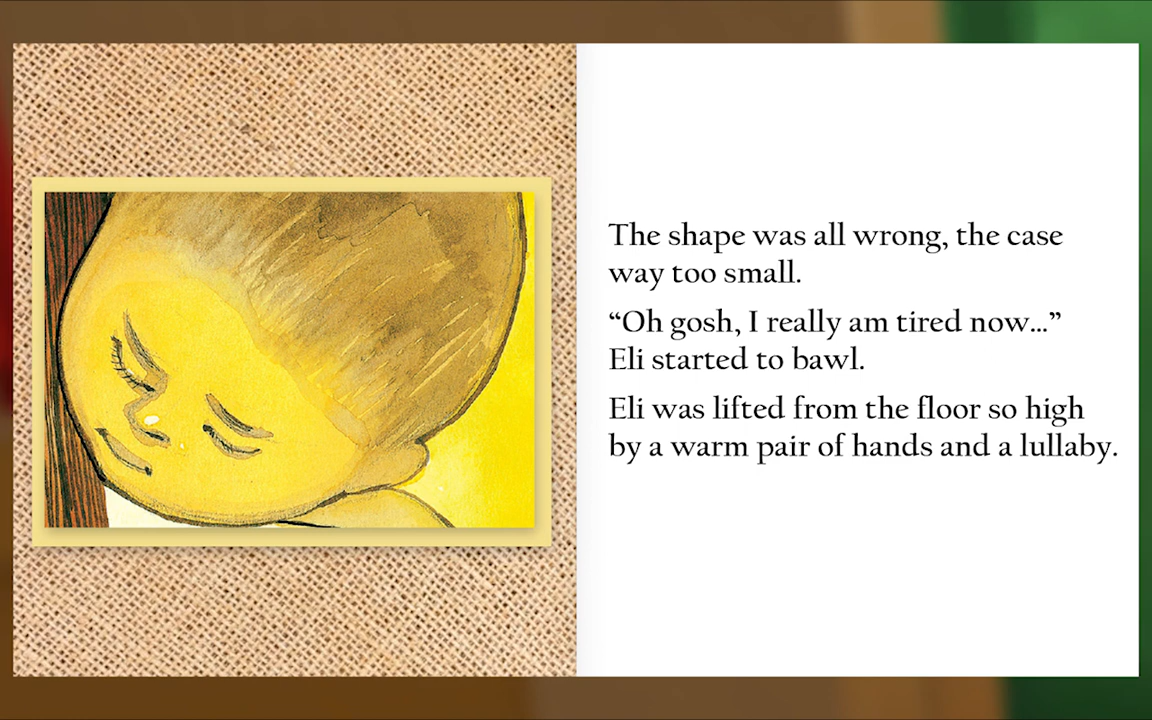 The shape was all wrong, the case
way too small.
“Oh gosh, I really am tired now...”
Eli started to bawl.
Eli was lifted from the floor so high
by a warm pair of hands and a lullaby.